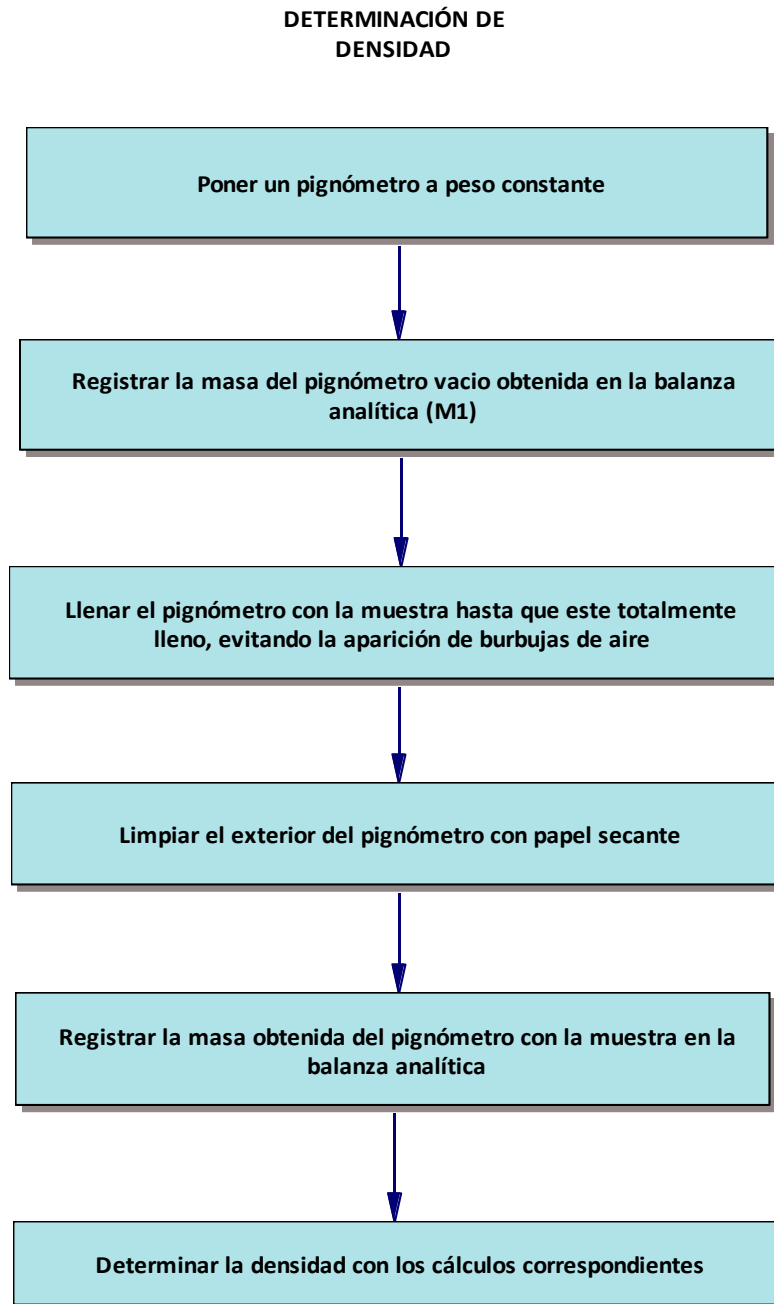 DETERMINACIÓN DE
DENSIDAD
Poner un pignómetro a peso constante
Registrar la masa del pignómetro vacio obtenida en la balanza
analítica (M1)
Llenar el pignómetro con la muestra hasta que este totalmente
lleno, evitando la aparición de burbujas de aire
Limpiar el exterior del pignómetro con papel secante
Registrar la masa obtenida del pignómetro con la muestra en la
balanza analítica
Determinar la densidad con los cálculos correspondientes